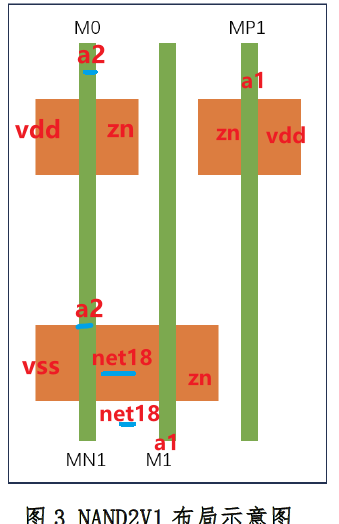 M0 MP1
a2
a1
vdd zn zn vdd
a2
vss net18 zn
net18
a1
MN1 M1
图 3 NAND2V1 布局示意图